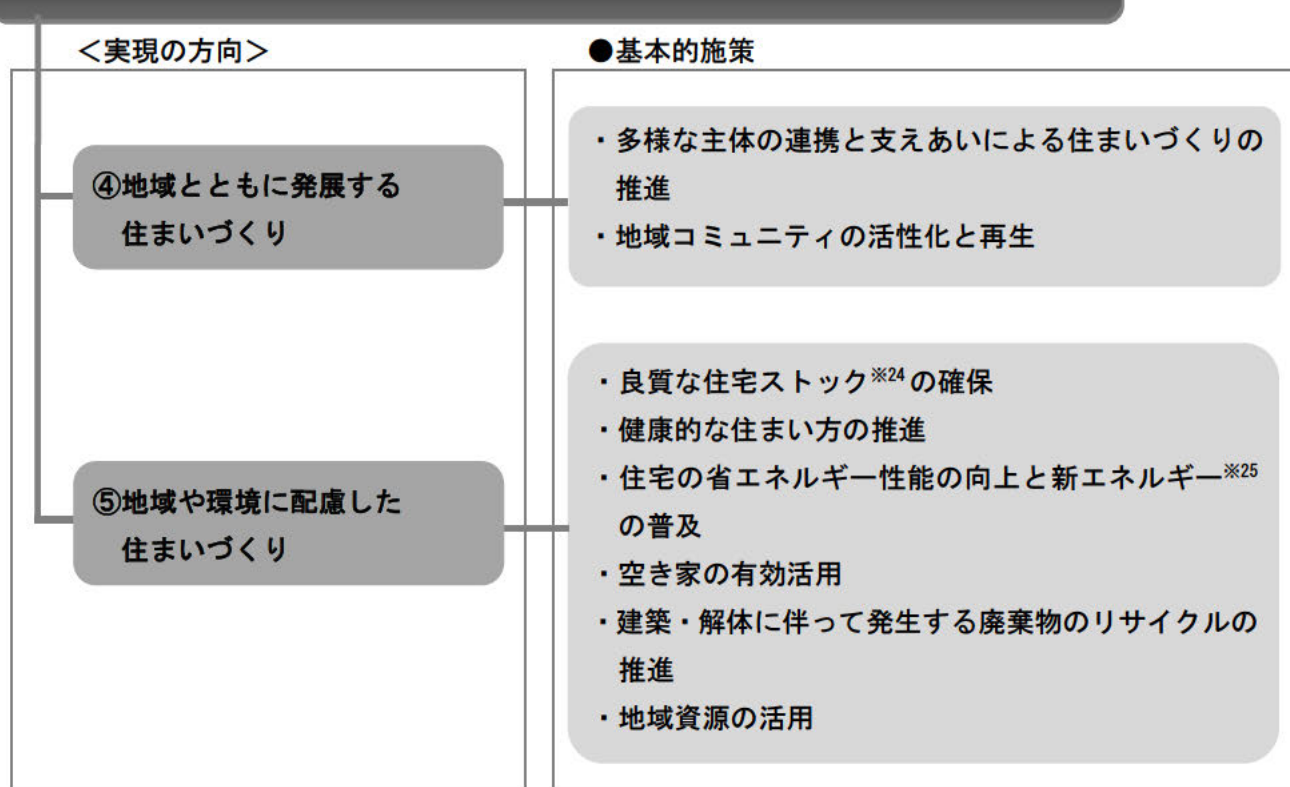 ＜実現の方向＞
●基本的施策
④地域とともに発展する
住まいづくり
・多様な主体の連携と支えあいによる住まいづくりの
推進
・地域コミュニティの活性化と再生
⑤地域や環境に配慮した
住まいづくり
・良質な住宅ストック※24の確保
・健康的な住まい方の推進
・住宅の省エネルギー性能の向上と新エネルギー※25
の普及
・空き家の有効活用
・建築・解体に伴って発生する廃棄物のリサイクルの
推進
・地域資源の活用